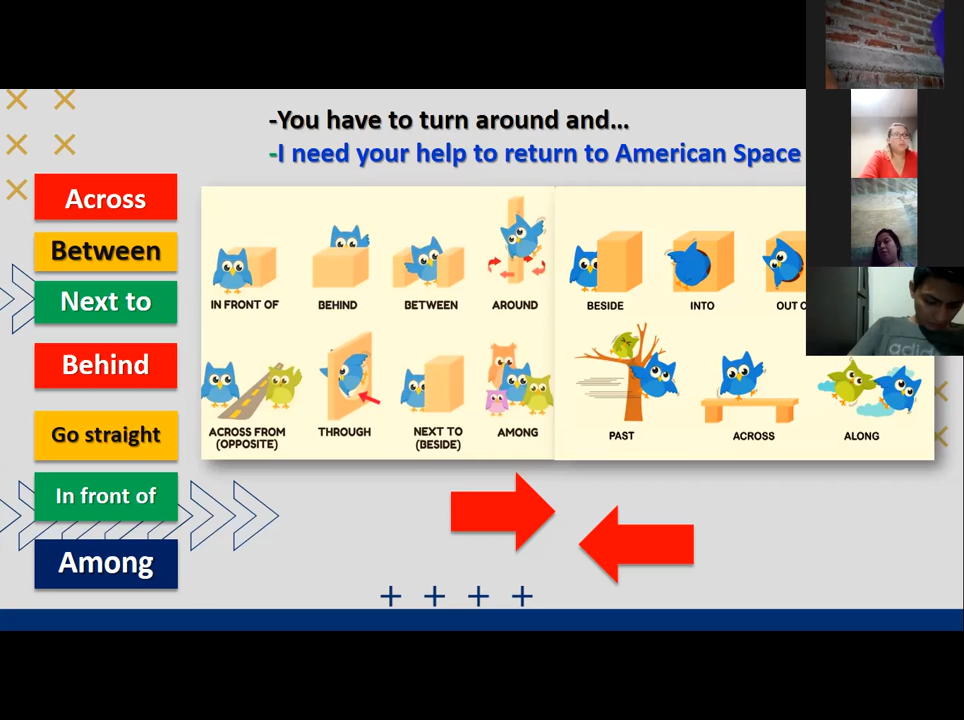 -You have to turn around and…
-I need your help to return to American Space
Across
Between
Next to
Behind
Go straight
In front of
Among
IN FRONT OF
BEHIND
BETWEEN
AROUND
BESIDE
INTO
OUT O
ACROSS FROM
(OPPOSITE)
THROUGH
NEXT TO
(BESIDE)
AMONG
PAST
ACROSS
ALONG
adid